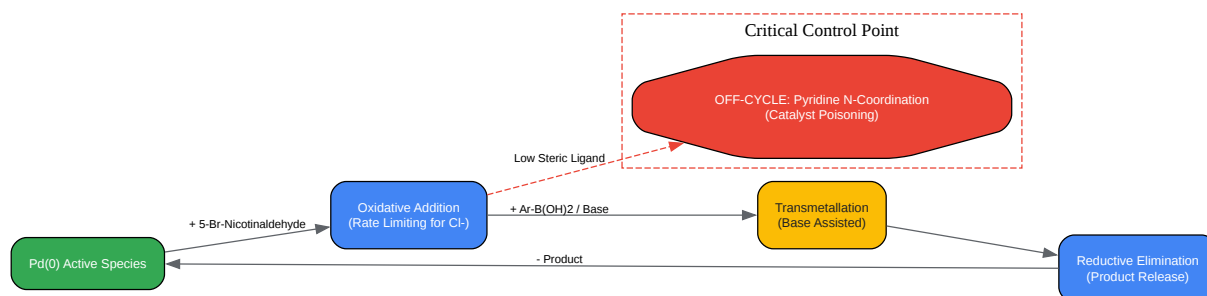 Critical Control Point
OFF-CYCLE: Pyridine N-Coordination
(Catalyst Poisoning)
Low Steric Ligand
Oxidative Addition
(Rate Limiting for Cl-)
+ Ar-B(OH)2 / Base
Transmetallation
(Base Assisted)
+ 5-Br-Nicotinaldehyde
Pd(0) Active Species
- Product
Reductive Elimination
(Product Release)